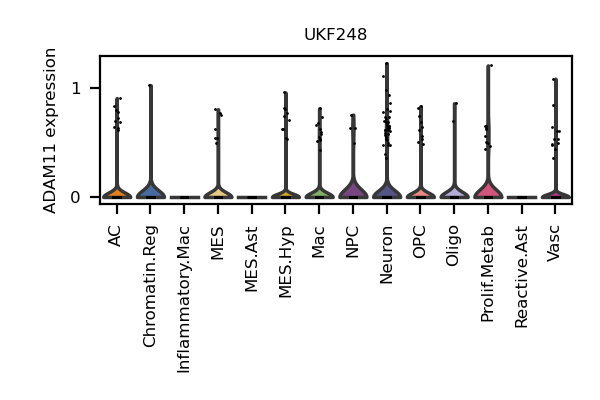 UKF248
ADAM11 expression
1
0
AC
Chromatin.Reg
Inflammatory.Mac
MES
MES.Ast
MES.Hyp
Mac
NPC
Neuron
OPC
Oligo
Prolif.Metab
Reactive.Ast
Vasc